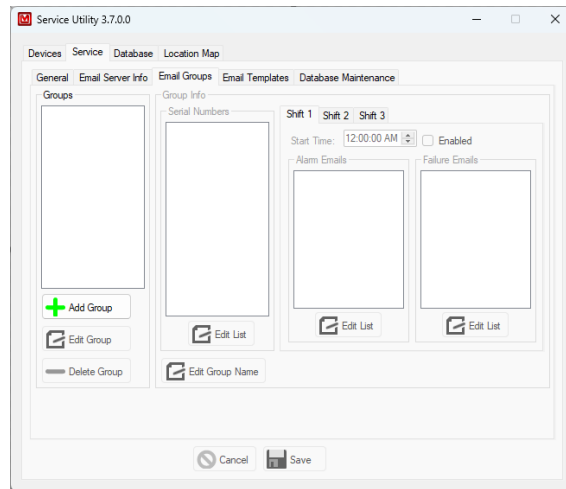 Service Utility 3.7.0.0
Devices Service Database Location Map
General Email Server Info Email Groups Email Templates Database Maintenance
Groups
Group Info
Serial Numbers
Shift 1 Shift 2 Shift 3
Start Time: 12:00:00 AM Enabled
Alarm Emails
Failure Emails
Add Group
Edit Group
Delete Group
Edit List
Edit List
Edit List
Edit Group Name
Cancel
Save